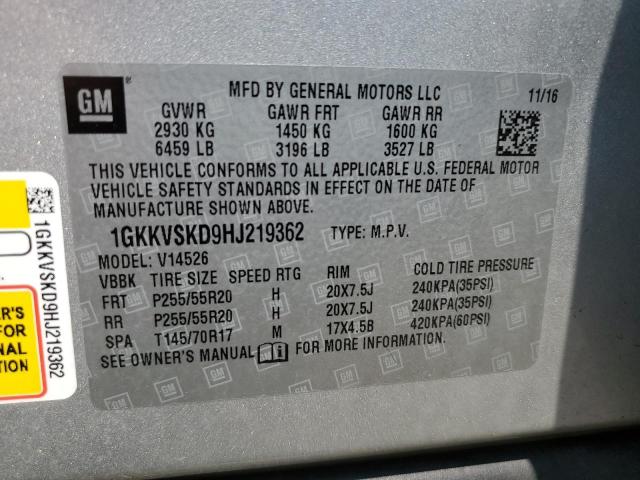 GM
MFD BY GENERAL MOTORS LLC 11/16
GVWR GAWR FRT GAWR RR
2930 KG 1450 KG 1600 KG
6459 LB 3196 LB 3527 LB
THIS VEHICLE CONFORMS TO ALL APPLICABLE U.S. FEDERAL MOTOR
VEHICLE SAFETY STANDARDS IN EFFECT ON THE DATE OF
MANUFACTURE SHOWN ABOVE.
1GKKVSKD9HJ219362 TYPE: M.P.V.
MODEL: V14526
VBBK TIRE SIZE SPEED RTG RIM COLD TIRE PRESSURE
FRT P255/55R20 H 20X7.5J 240KPA(35PSI)
RR P255/55R20 H 20X7.5J 240KPA(35PSI)
SPA T145/70R17 M 17X4.5B 420KPA(60PSI)
SEE OWNER'S MANUAL FOR MORE INFORMATION.
1GKKVSKD9HJ219362
ER'S
FOR
NAL
TION